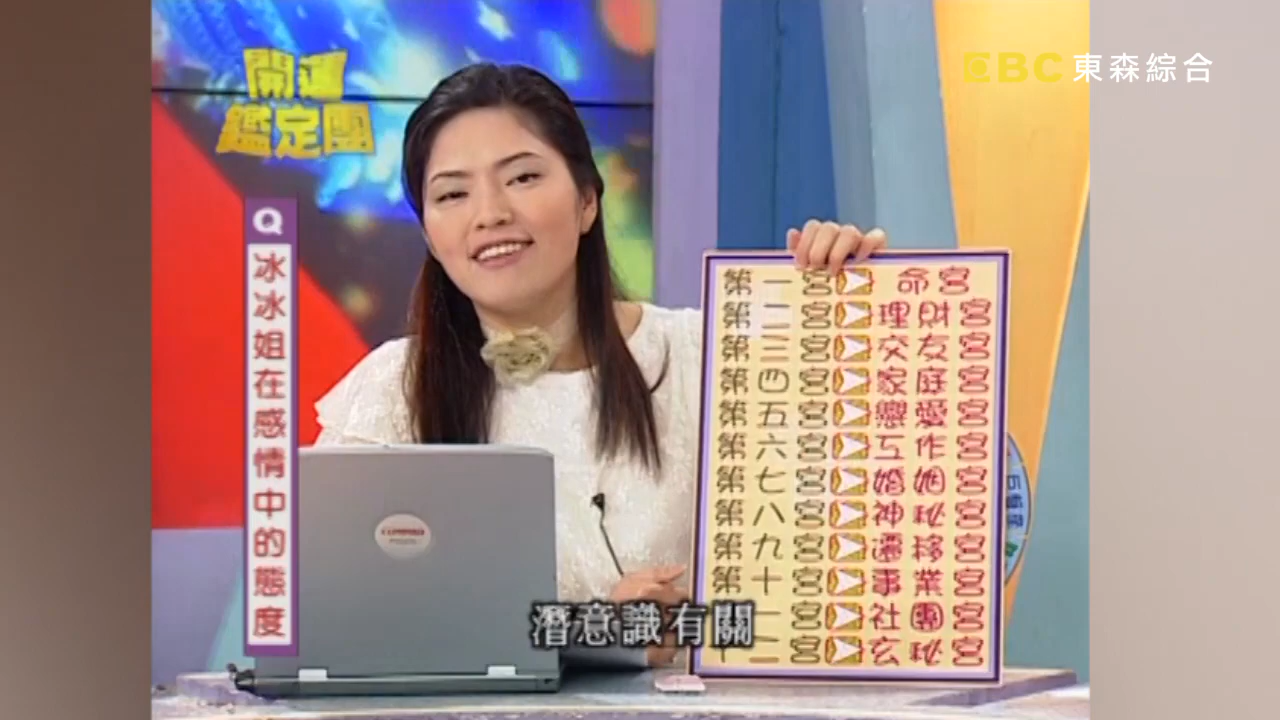 EBC 東森綜合
開運
鑑定團
Q 冰冰姐在感情中的態度
第一宮 命宮
第二宮 理財宮
第三宮 交友宮
第四宮 家庭宮
第五宮 戀愛宮
第六宮 工作宮
第七宮 婚姻宮
第八宮 神秘宮
第九宮 遷移宮
第十宮 事業宮
一宮 社團宮
十二宮 玄秘宮
潛意識有關